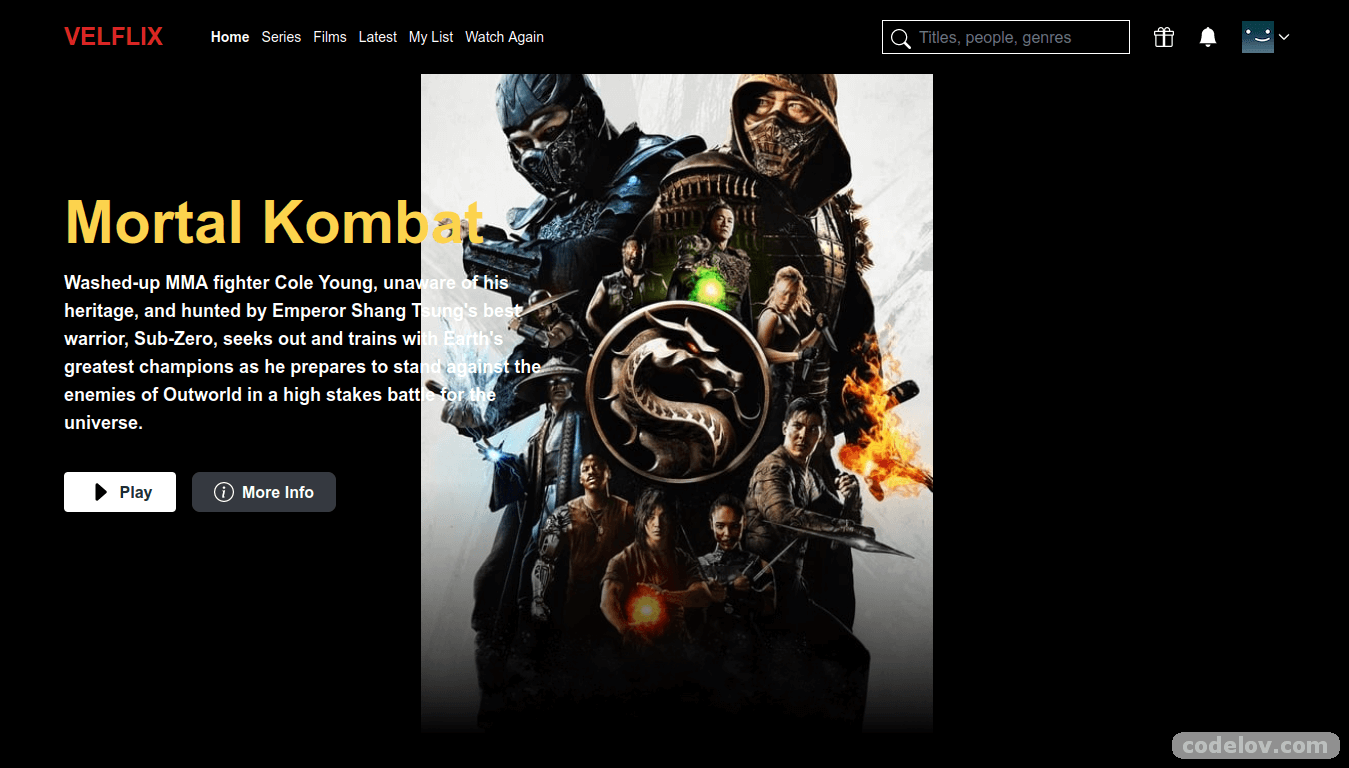 VELFLIX
Home Series Films Latest My List Watch Again
Titles, people, genres
Mortal Kombat
Washed-up MMA fighter Cole Young, unaware of his
heritage, and hunted by Emperor Shang Tsung's best
warrior, Sub-Zero, seeks out and trains with Earth's
greatest champions as he prepares to stand against the
enemies of Outworld in a high stakes battle for the
universe.
Play
More Info
codelov.com